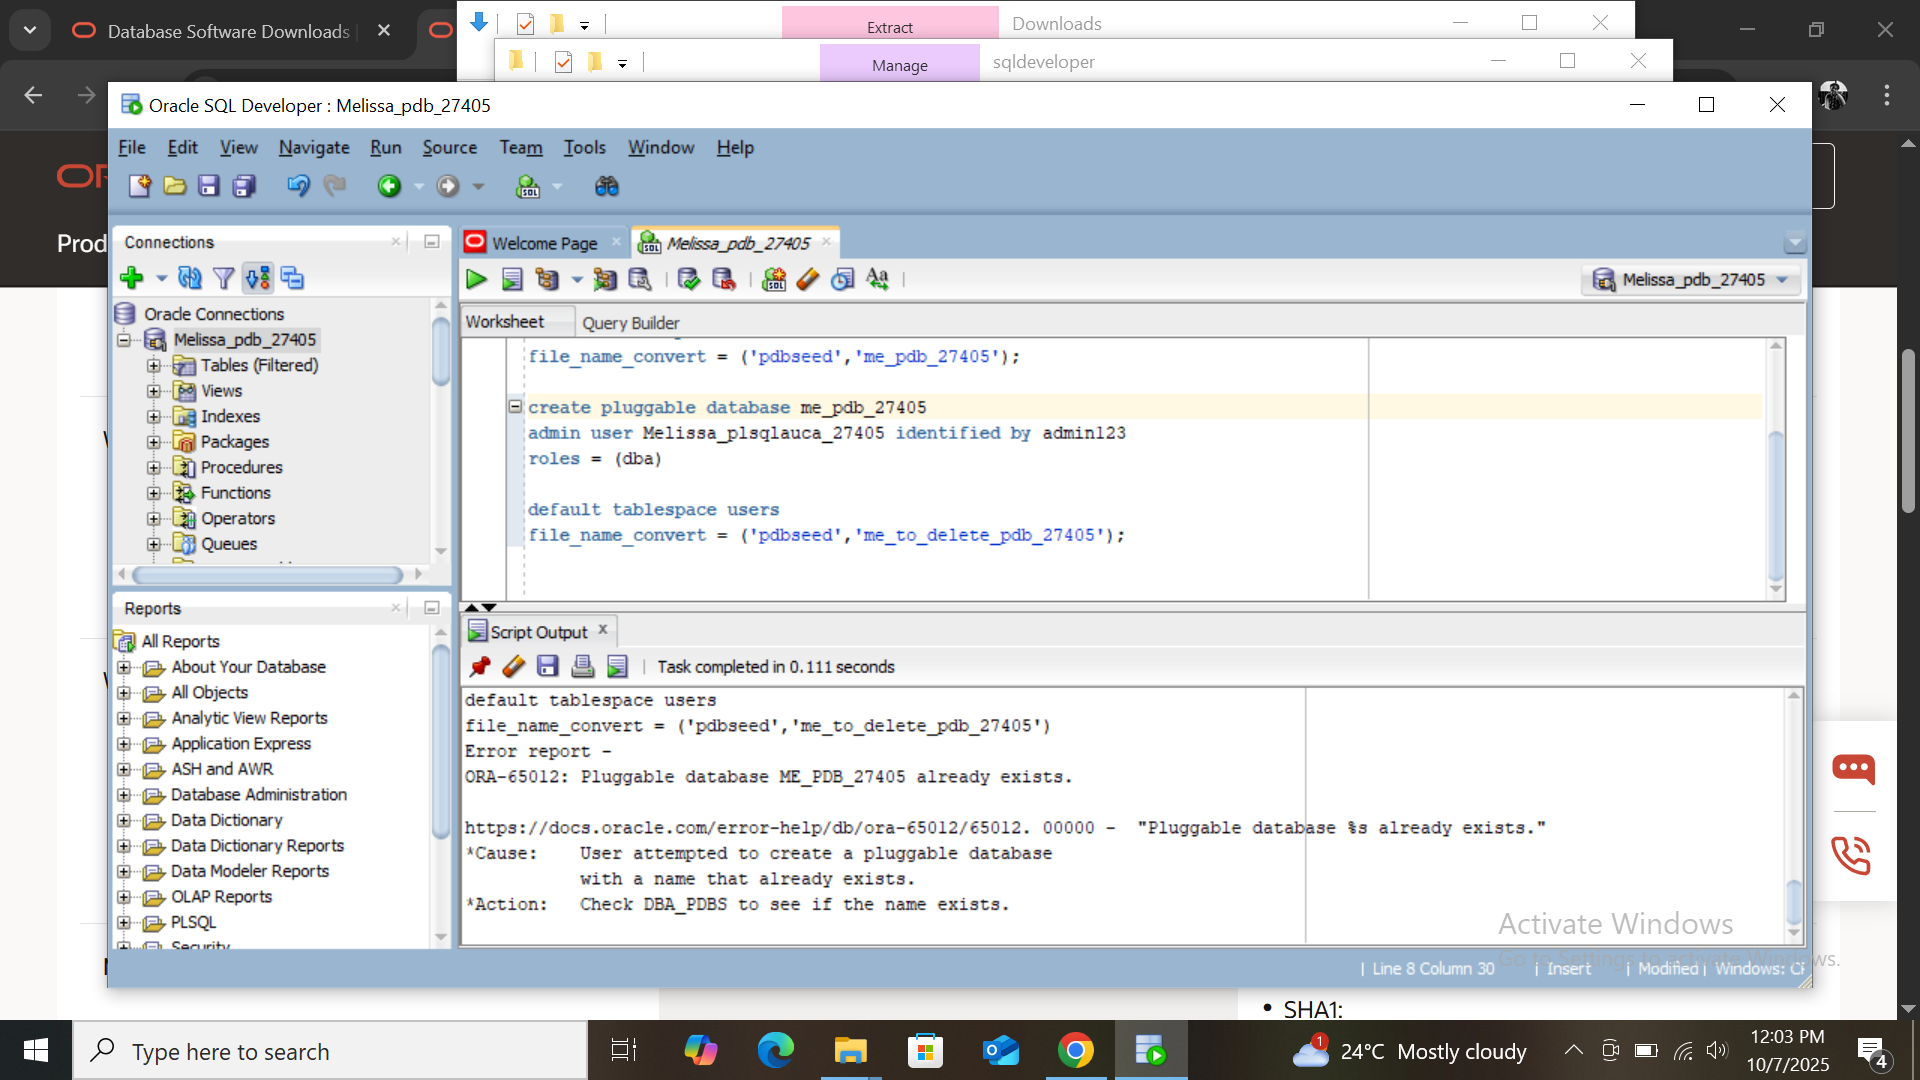 Database Software Downloads |
Extract
Downloads
Manage
sqldeveloper
Oracle SQL Developer : Melissa_pdb_27405
File Edit View Navigate Run Source Team Tools Window Help
Prod
Connections
Oracle Connections
Melissa_pdb_27405
Tables (Filtered)
Views
Indexes
Packages
Procedures
Functions
Operators
Queues
Reports
All Reports
About Your Database
All Objects
Analytic View Reports
Application Express
ASH and AWR
Database Administration
Data Dictionary
Data Dictionary Reports
Data Modeler Reports
OLAP Reports
PLSQL
Security
Welcome Page
Melissa_pdb_27405
Melissa_pdb_27405
Worksheet Query Builder
file_name_convert = ('pdbseed','me_pdb_27405');
create pluggable database me_pdb_27405
admin user Melissa_plsqlauca_27405 identified by admin123
roles = (dba)
default tablespace users
file_name_convert = ('pdbseed','me_to_delete_pdb_27405');
Script Output
Task completed in 0.111 seconds
default tablespace users
file_name_convert = ('pdbseed','me_to_delete_pdb_27405')
Error report -
ORA-65012: Pluggable database ME_PDB_27405 already exists.
https://docs.oracle.com/error-help/db/ora-65012/65012. 00000 -  "Pluggable database %s already exists."
*Cause:    User attempted to create a pluggable database
with a name that already exists.
*Action:   Check DBA_PDBS to see if the name exists.
Activate Windows
Go to Settings to activate Windows.
| Line 8 Column 30 | Insert | Modified | Windows: CR
• SHA1:
Type here to search
1
24°C Mostly cloudy
12:03 PM
10/7/2025
4